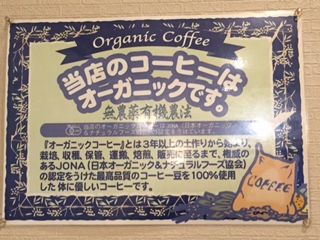 Organic Coffee
当店のコーヒーは
オーガニックです。
無農薬有機農法
『オーガニックコーヒー』とは3年以上の土作りから始まり、
栽培、収穫、保管、運搬、焙煎、販売に至るまで、権威の
あるJONA(日本オーガニック&ナチュラルフーズ協会)
の認定をうけた最高品質のコーヒー豆を100%使用
した体に優しいコーヒーです。
COFFEE